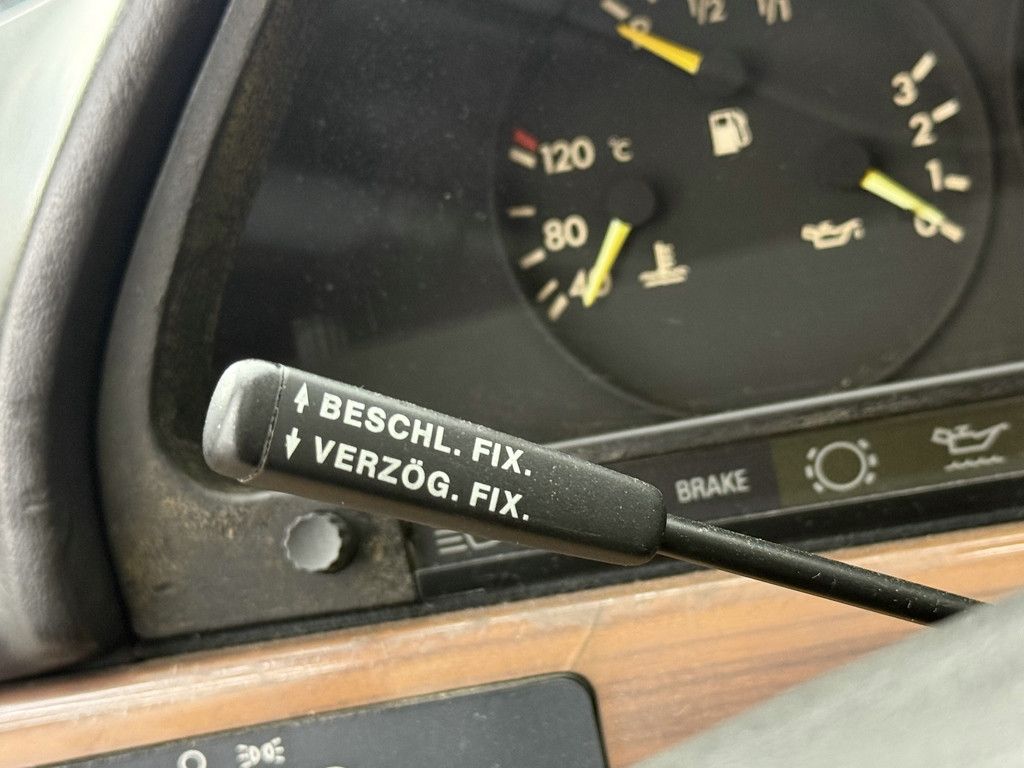 1/2 1/1
3
2
1
0
120 °C
80
40
↑ BESCHL. FIX.
↓ VERZÖG. FIX.
BRAKE